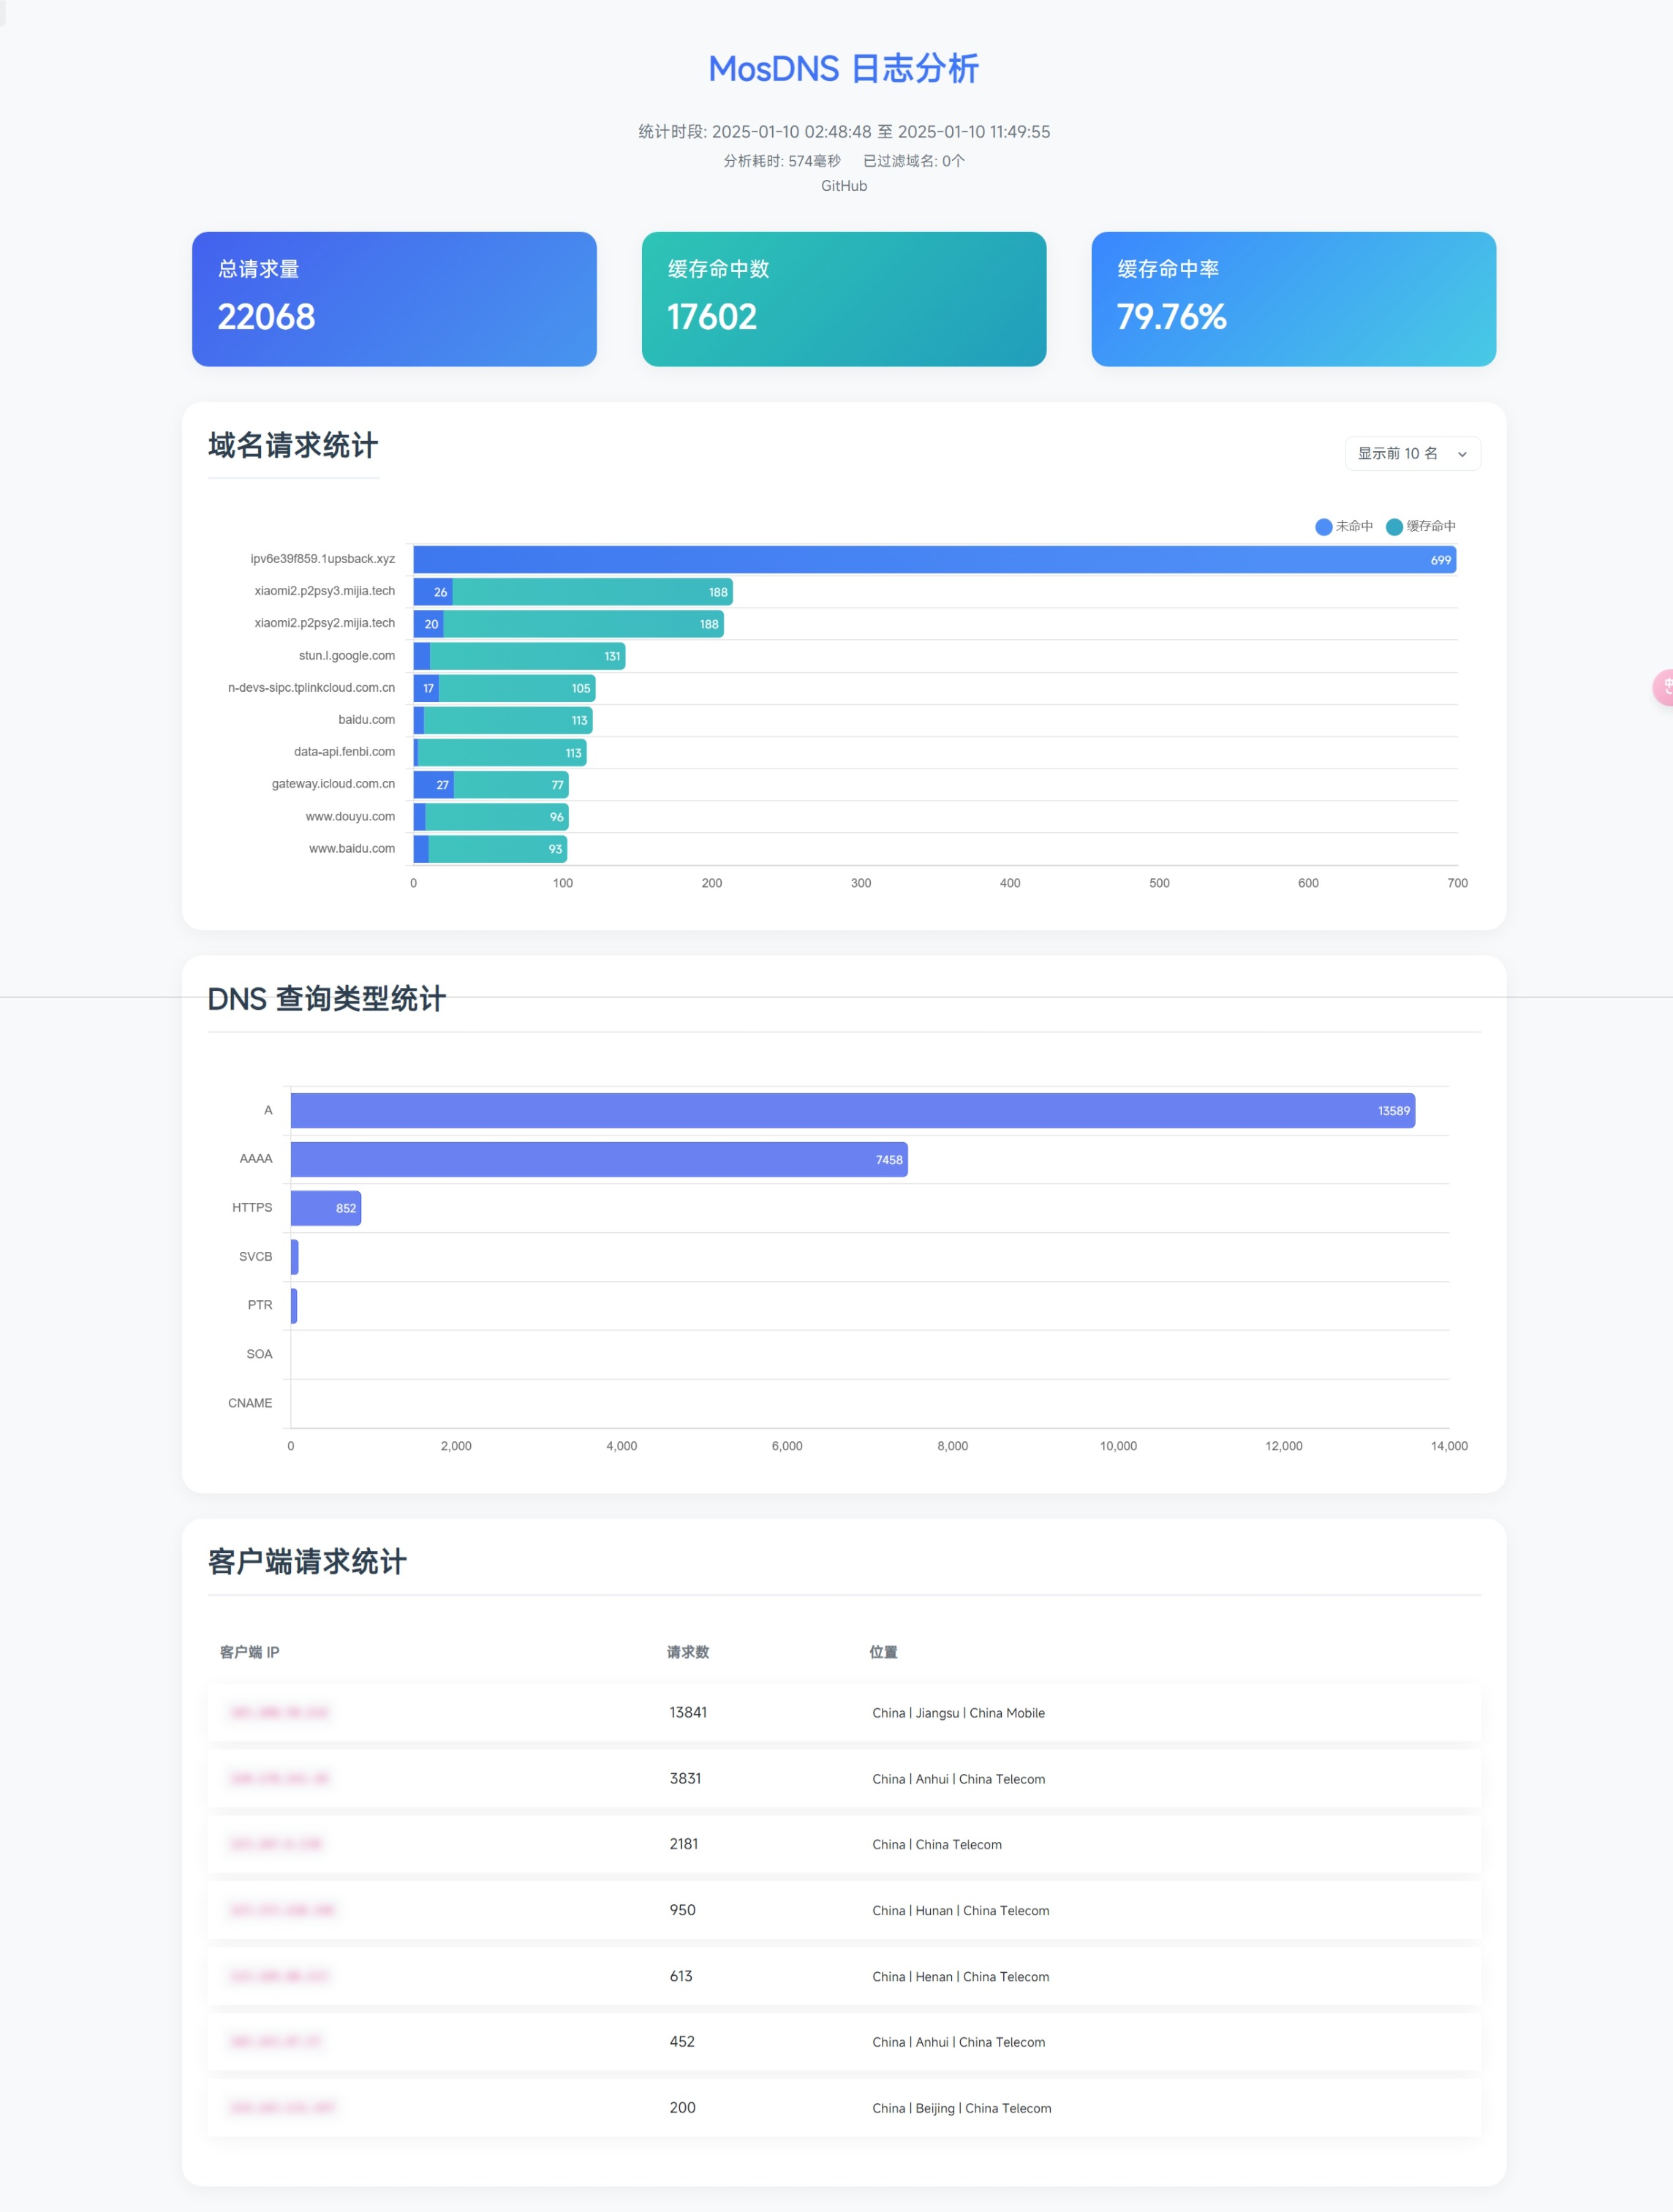 MosDNS 日志分析
统计时段: 2025-01-10 02:48:48 至 2025-01-10 11:49:55
分析耗时: 574毫秒 已过滤域名: 0个
GitHub
总请求量
22068
缓存命中数
17602
缓存命中率
79.76%
域名请求统计
显示前 10 名
未命中 缓存命中
ipv6e39f859.1upsback.xyz 699
xiaomi2.p2psy3.mijia.tech 26 188
xiaomi2.p2psy2.mijia.tech 20 188
stun.l.google.com 131
n-devs-sipc.tplinkcloud.com.cn 17 105
baidu.com 113
data-api.fenbi.com 113
gateway.icloud.com.cn 27 77
www.douyu.com 96
www.baidu.com 93
0 100 200 300 400 500 600 700
DNS 查询类型统计
A 13589
AAAA 7458
HTTPS 852
SVCB
PTR
SOA
CNAME
0 2,000 4,000 6,000 8,000 10,000 12,000 14,000
客户端请求统计
客户端 IP 请求数 位置
13841 China | Jiangsu | China Mobile
3831 China | Anhui | China Telecom
2181 China | China Telecom
950 China | Hunan | China Telecom
613 China | Henan | China Telecom
452 China | Anhui | China Telecom
200 China | Beijing | China Telecom